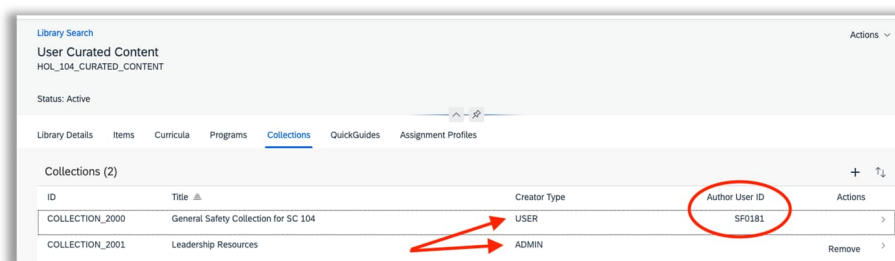 Library Search
Actions
User Curated Content
HOL_104_CURATED_CONTENT
Status: Active
Library Details Items Curricula Programs Collections QuickGuides Assignment Profiles
Collections (2)
ID Title Creator Type Author User ID Actions
COLLECTION_2000 General Safety Collection for SC 104 USER SF0181
COLLECTION_2001 Leadership Resources ADMIN Remove